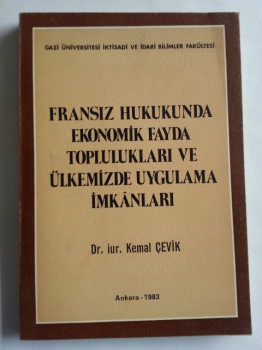 GAZİ ÜNİVERSİTESİ İKTİSADİ VE İDARİ BİLİMLER FAKÜLTESİ
FRANSIZ HUKUKUNDA
EKONOMİK FAYDA
TOPLULUKLARI VE
ÜLKEMİZDE UYGULAMA
İMKÂNLARI
Dr. iur. Kemal ÇEVİK
Ankara - 1983